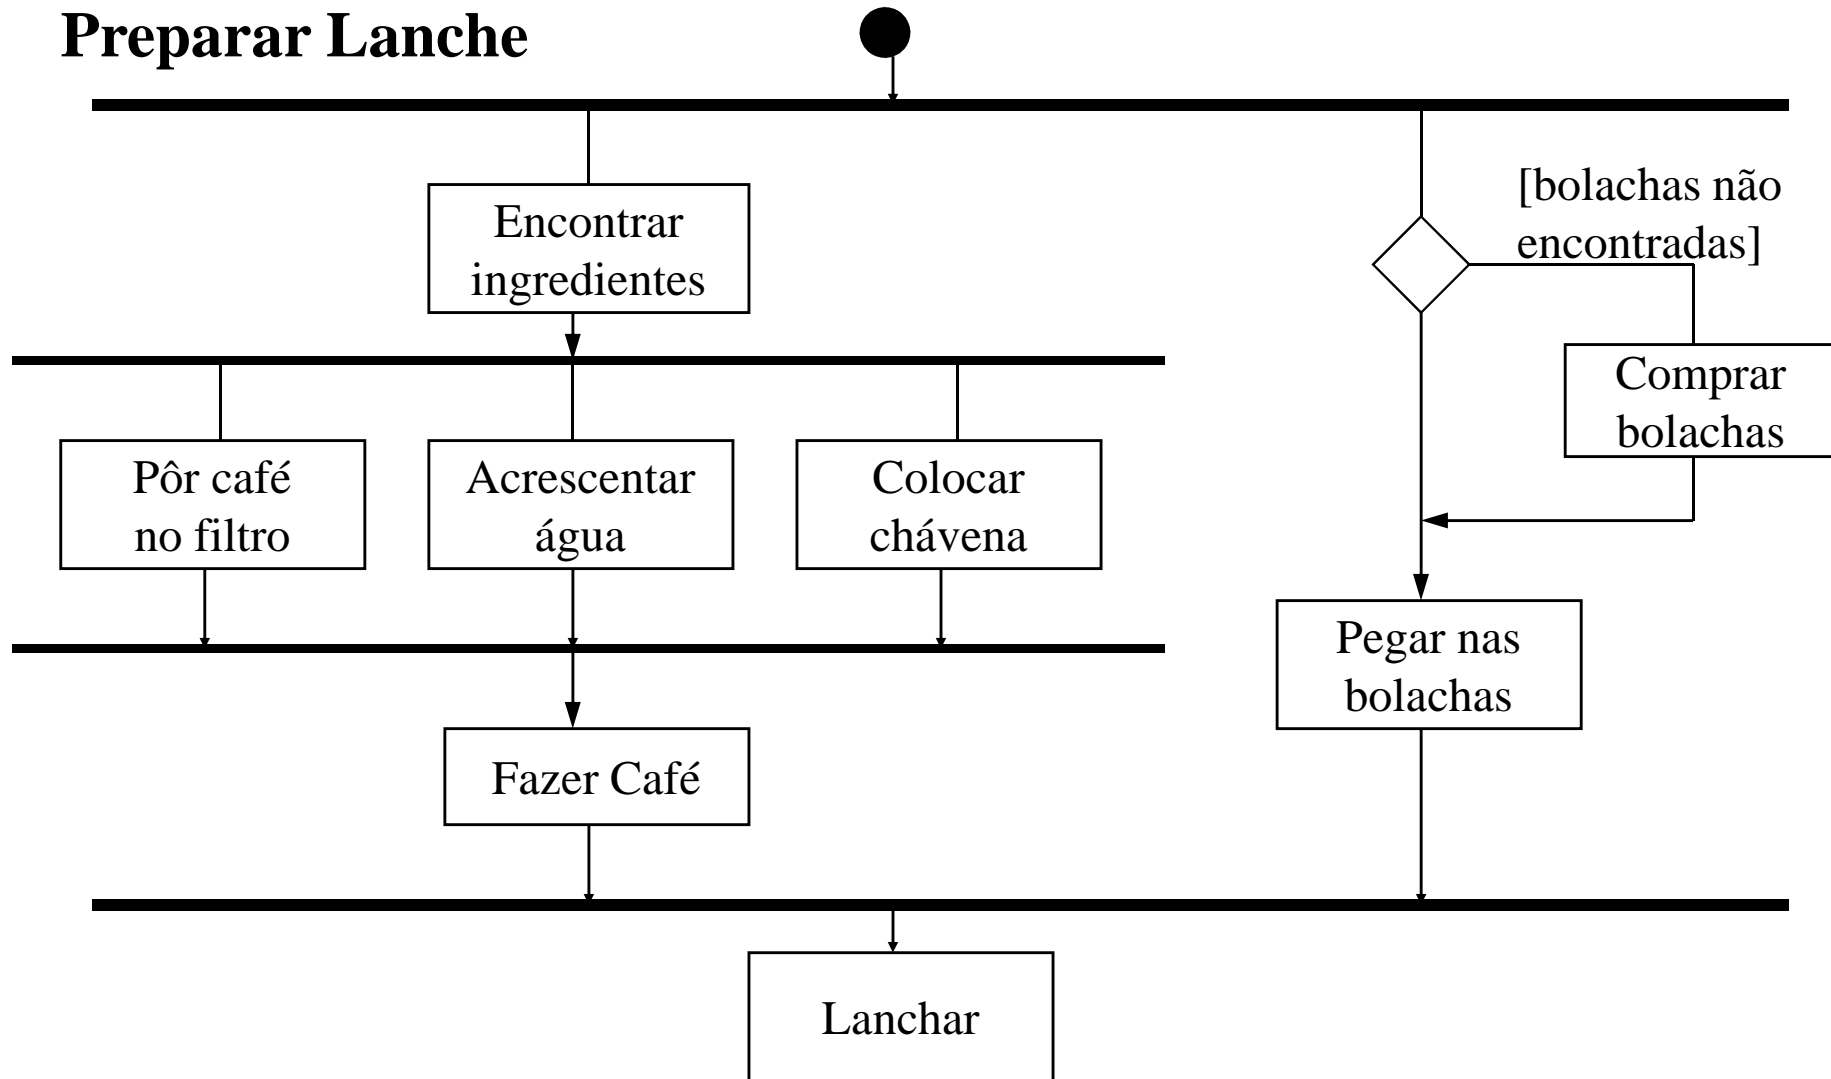 Preparar Lanche
[bolachas não
encontradas]
Encontrar
ingredientes
Comprar
bolachas
Pôr café
no filtro
Acrescentar
água
Colocar
chávena
Pegar nas
bolachas
Fazer Café
Lanchar